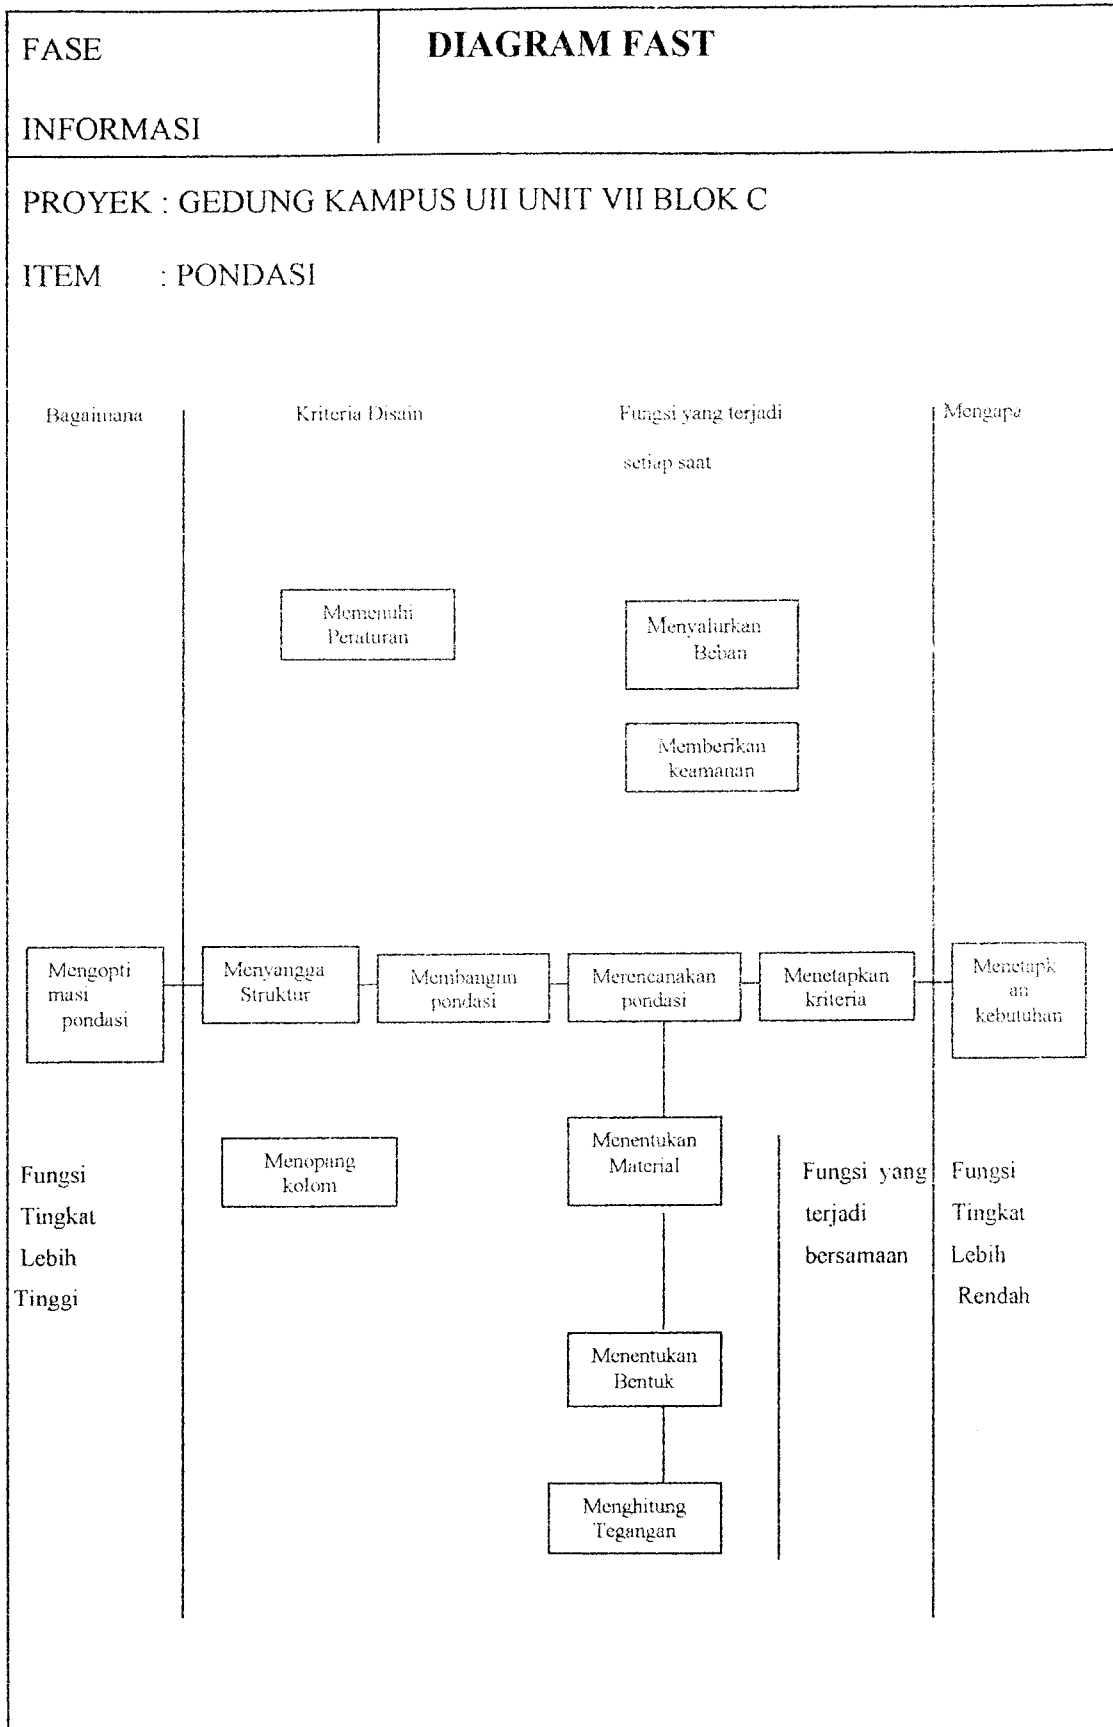 FASE
INFORMASI
DIAGRAM FAST
PROYEK : GEDUNG KAMPUS UII UNIT VII BLOK C
ITEM : PONDASI
Bagaimana
Kriteria Disain
Fungsi yang terjadi
setiap saat
Mengapa
Memenuhi
Peraturan
Menyalurkan
Beban
Memberikan
keamanan
Mengopti
masi
pondasi
Menyangga
Struktur
Membangun
pondasi
Merencanakan
pondasi
Menetapkan
kriteria
Menetapk
an
kebutuhan
Fungsi
Tingkat
Lebih
Tinggi
Menopang
kolom
Menentukan
Material
Fungsi yang
terjadi
bersamaan
Fungsi
Tingkat
Lebih
Rendah
Menentukan
Bentuk
Menghitung
Tegangan